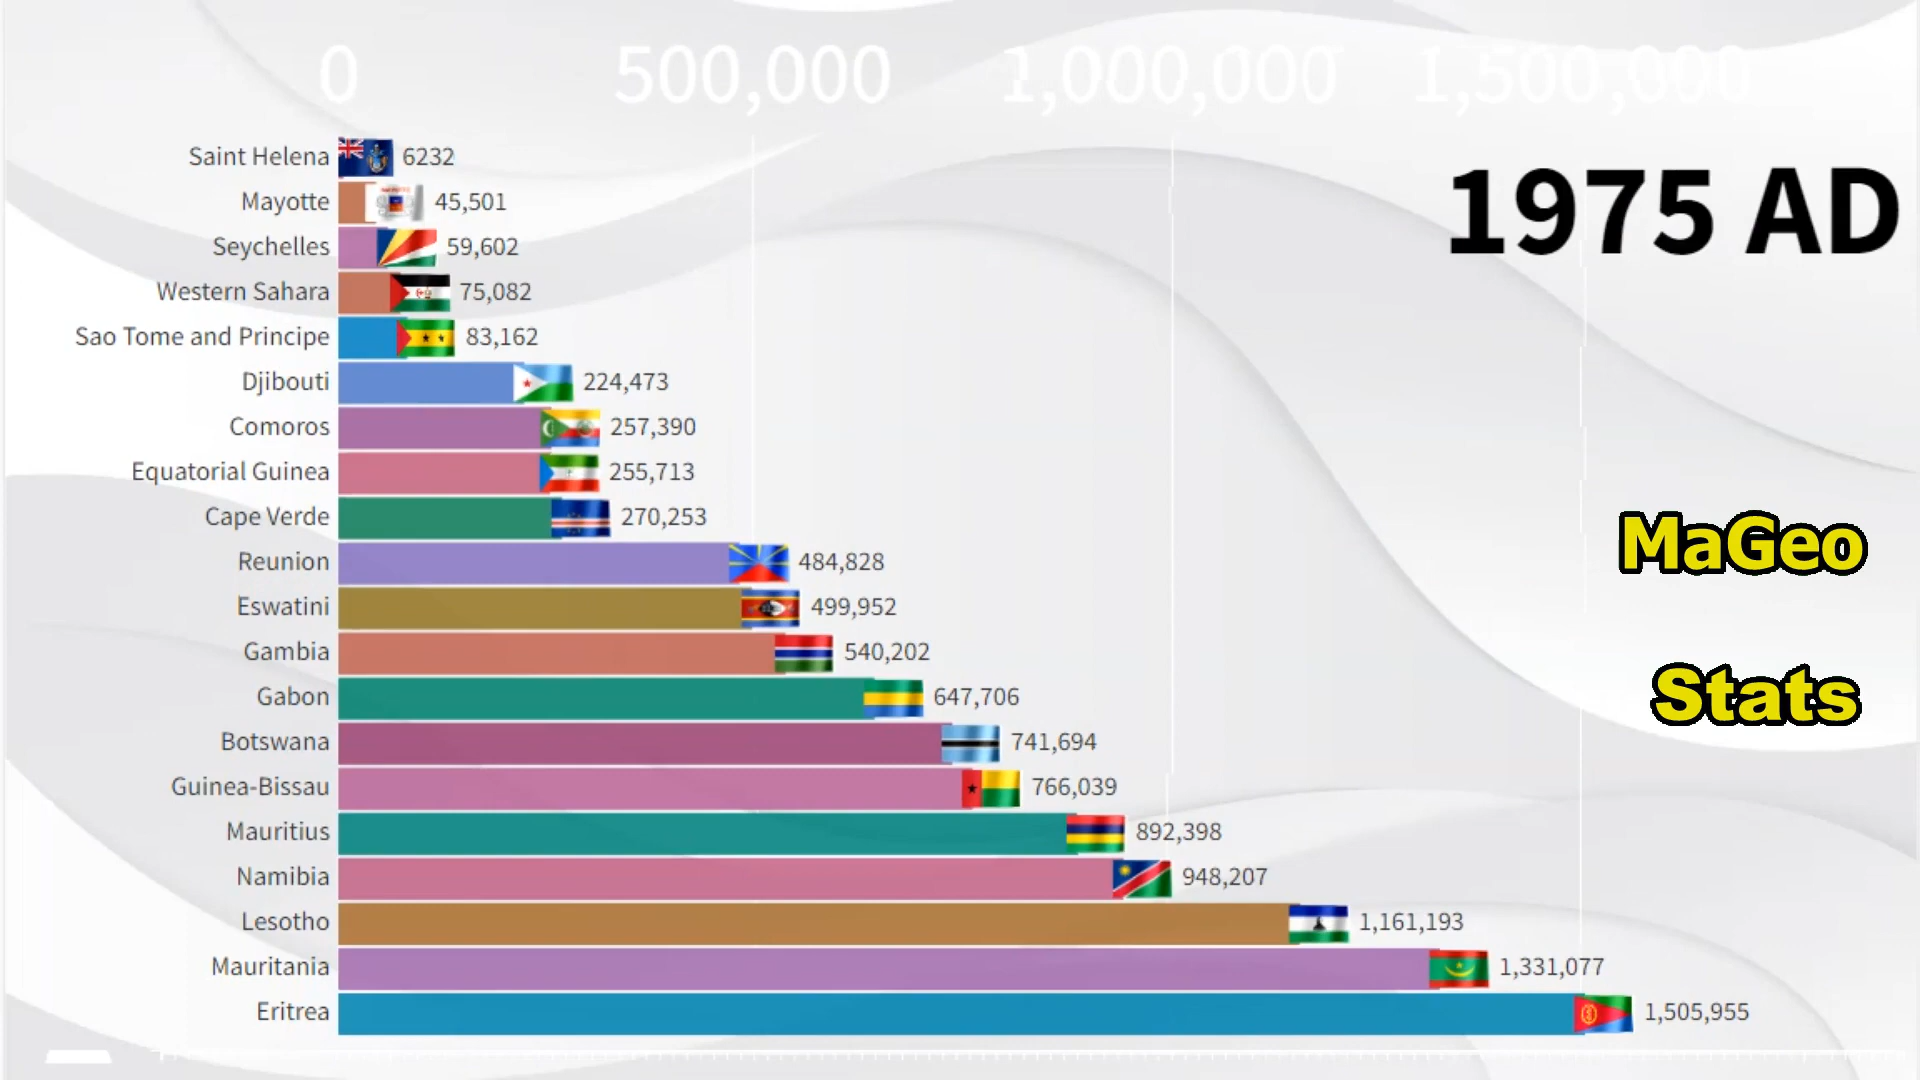 0 500,000 1,000,000 1,500,000
1975 AD
Saint Helena 6232
Mayotte 45,501
Seychelles 59,602
Western Sahara 75,082
Sao Tome and Principe 83,162
Djibouti 224,473
Comoros 257,390
Equatorial Guinea 255,713
Cape Verde 270,253
Reunion 484,828
Eswatini 499,952
Gambia 540,202
Gabon 647,706
Botswana 741,694
Guinea-Bissau 766,039
Mauritius 892,398
Namibia 948,207
Lesotho 1,161,193
Mauritania 1,331,077
Eritrea 1,505,955
MaGeo
Stats